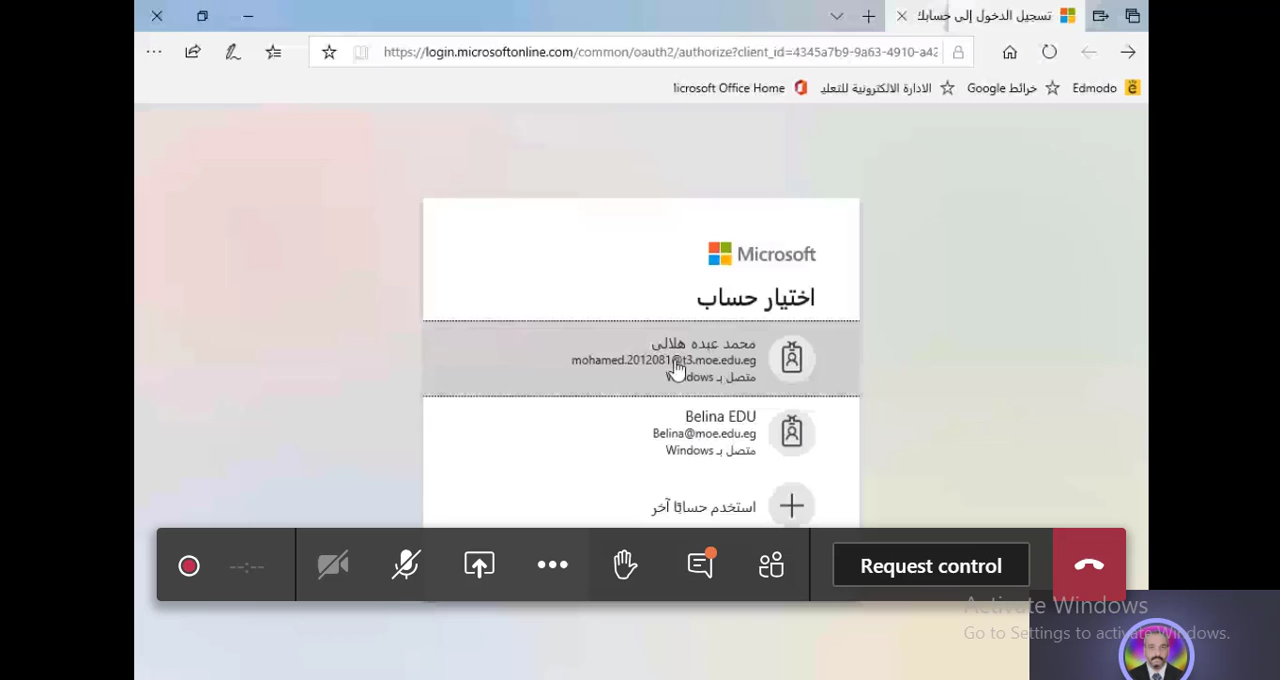 تسجيل الدخول إلى حسابك
https://login.microsoftonline.com/common/oauth2/authorize?client_id=4345a7b9-9a63-4910-a42
Edmodo
خرائط Google
الادارة الالكترونية للتعليـ
licrosoft Office Home
Microsoft
اختيار حساب
محمد عبده هلالى
mohamed.2012081@t3.moe.edu.eg
متصل بـ Windows
Belina EDU
Belina@moe.edu.eg
متصل بـ Windows
استخدم حسابًا آخر
--:--
Request control
Activate Windows
Go to Settings to activate Windows.